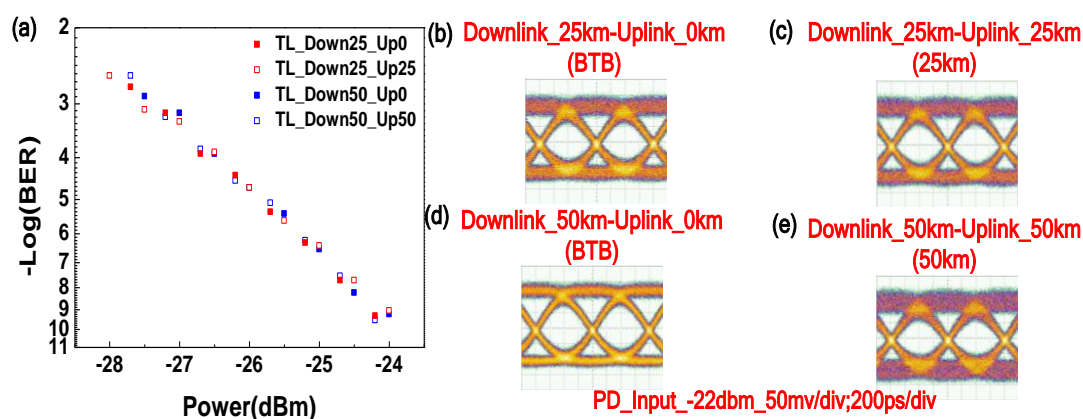 (a)
2
3
4
5
6
7
8
9
10
11
-Log(BER)
TL_Down25_Up0
TL_Down25_Up25
TL_Down50_Up0
TL_Down50_Up50
-28 -27 -26 -25 -24
Power(dBm)
(b) Downlink_25km-Uplink_0km
(BTB)
(c) Downlink_25km-Uplink_25km
(25km)
(d) Downlink_50km-Uplink_0km
(BTB)
(e) Downlink_50km-Uplink_50km
(50km)
PD_Input_-22dbm_50mv/div;200ps/div